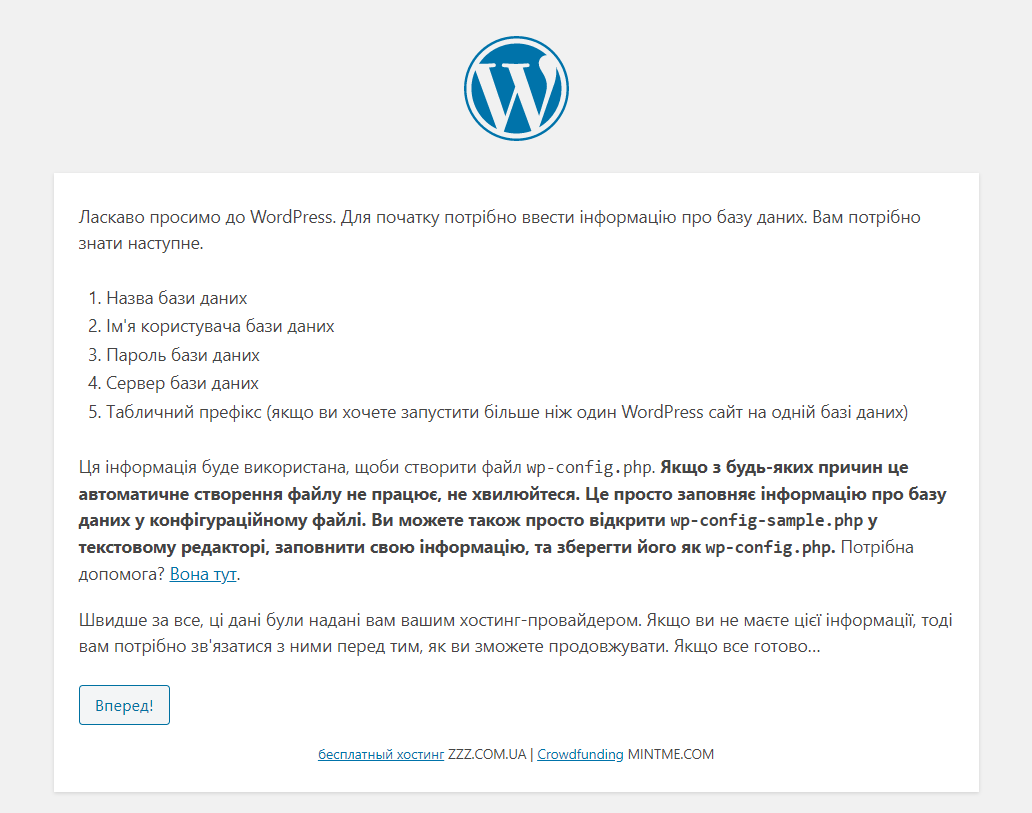 Ласкаво просимо до WordPress. Для початку потрібно ввести інформацію про базу даних. Вам потрібно
знати наступне.
1. Назва бази даних
2. Ім'я користувача бази даних
3. Пароль бази даних
4. Сервер бази даних
5. Табличний префікс (якщо ви хочете запустити більше ніж один WordPress сайт на одній базі даних)
Ця інформація буде використана, щоби створити файл wp-config.php. Якщо з будь-яких причин це
автоматичне створення файлу не працює, не хвилюйтеся. Це просто заповняє інформацію про базу
даних у конфігураційному файлі. Ви можете також просто відкрити wp-config-sample.php у
текстовому редакторі, заповнити свою інформацію, та зберегти його як wp-config.php. Потрібна
допомога? Вона тут.
Швидше за все, ці дані були надані вам вашим хостинг-провайдером. Якщо ви не маєте цієї інформації, тоді
вам потрібно зв'язатися з ними перед тим, як ви зможете продовжувати. Якщо все готово…
Вперед!
бесплатный хостинг ZZZ.COM.UA | Crowdfunding MINTME.COM